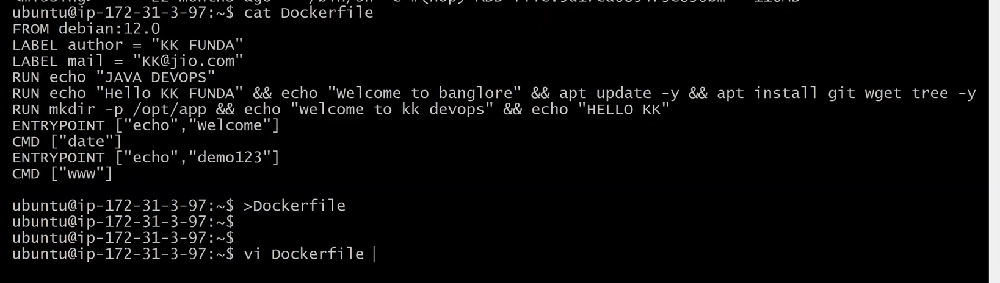 ubuntu@ip-172-31-3-97:~$ cat Dockerfile
FROM debian:12.0
LABEL author = "KK FUNDA"
LABEL mail = "KK@jio.com"
RUN echo "JAVA DEVOPS"
RUN echo "Hello KK FUNDA" && echo "Welcome to banglore" && apt update -y && apt install git wget tree -y
RUN mkdir -p /opt/app && echo "welcome to kk devops" && echo "HELLO KK"
ENTRYPOINT ["echo","Welcome"]
CMD ["date"]
ENTRYPOINT ["echo","demo123"]
CMD ["www"]
ubuntu@ip-172-31-3-97:~$ >Dockerfile
ubuntu@ip-172-31-3-97:~$
ubuntu@ip-172-31-3-97:~$
ubuntu@ip-172-31-3-97:~$ vi Dockerfile